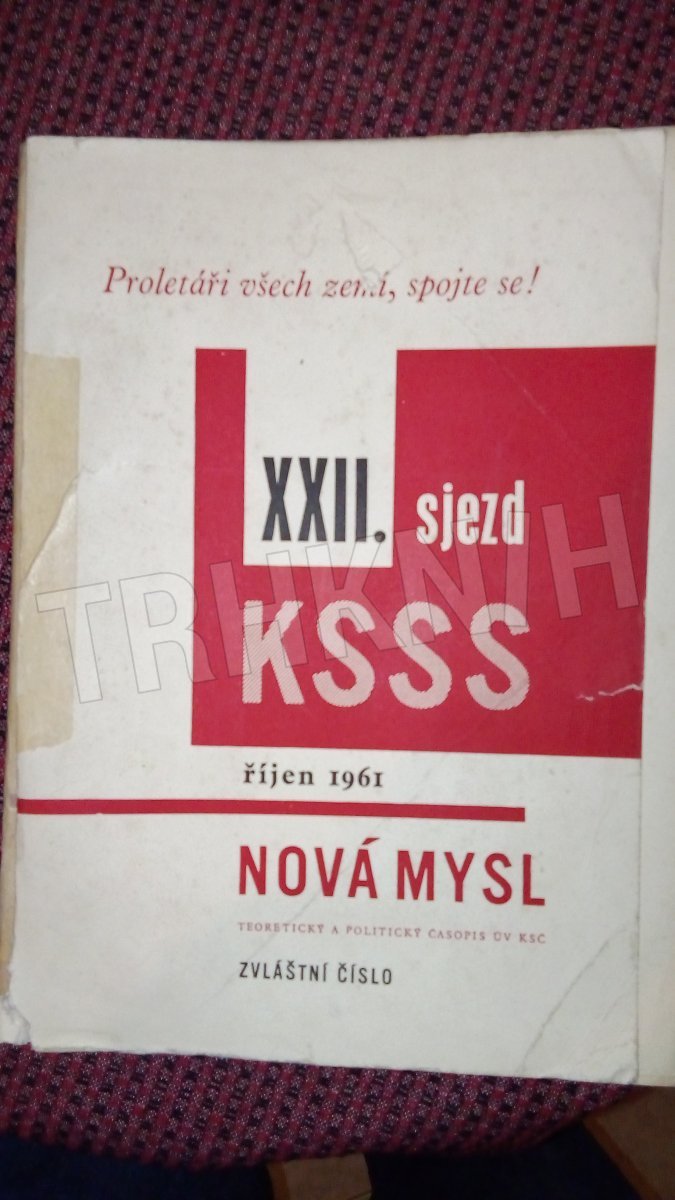 Proletáři všech zemí, spojte se!
XXII. sjezd
KSSS
TRHKNIH
říjen 1961
NOVÁ MYSL
TEORETICKÝ A POLITICKÝ ČASOPIS ÚV KSČ
ZVLÁŠTNÍ ČÍSLO